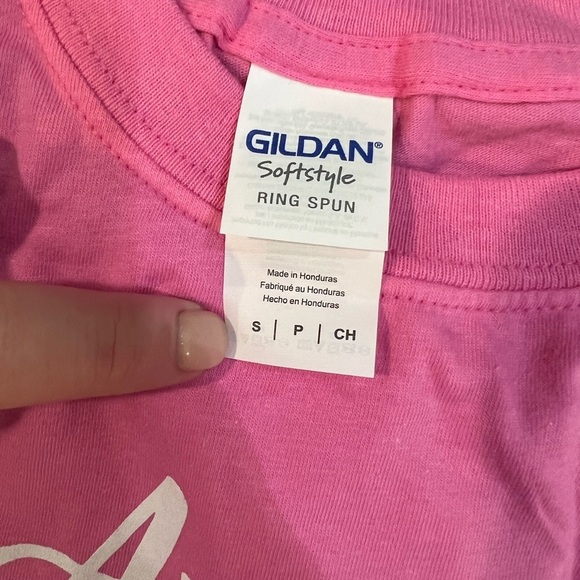 GILDAN®
Softstyle
RING SPUN
Made in Honduras
Fabriqué au Honduras
Hecho en Honduras
S | P | CH